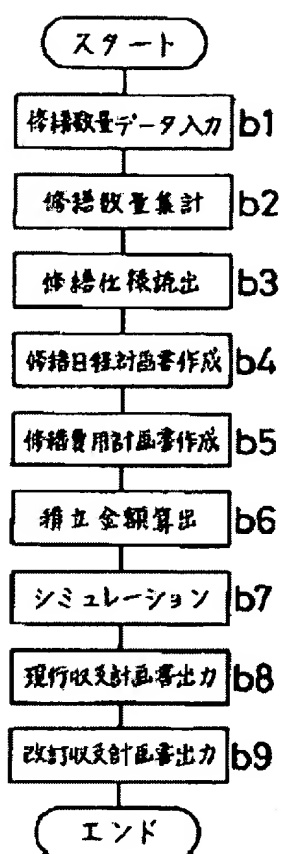 スタート
修繕数量データ入力 b1
修繕数量集計 b2
修繕仕様読出 b3
修繕日程計画書作成 b4
修繕費用計画書作成 b5
積立金額算出 b6
シミュレーション b7
現行収支計画書出力 b8
改訂収支計画書出力 b9
エンド